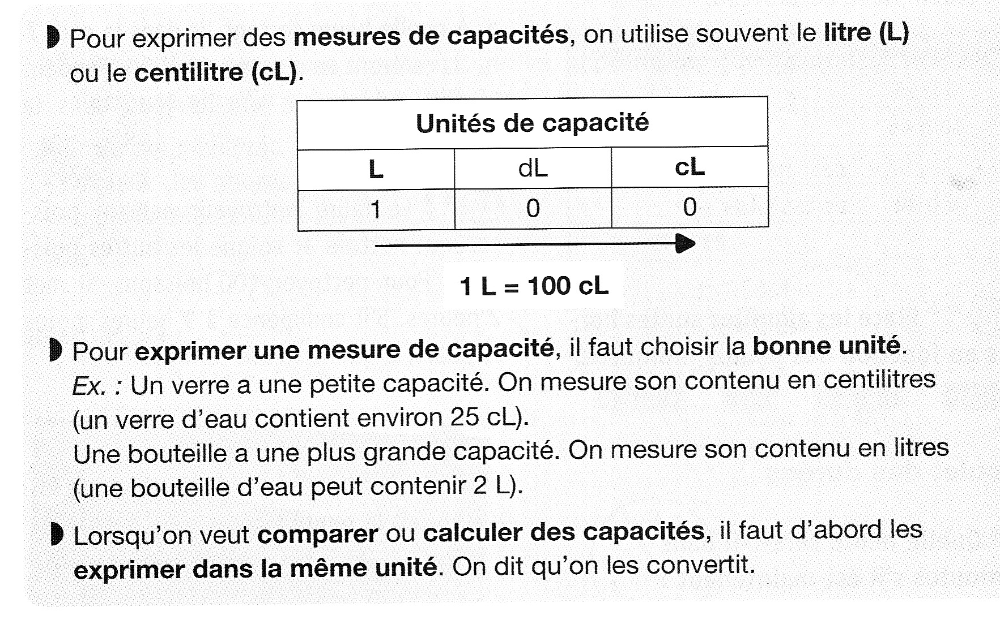 Pour exprimer des mesures de capacités, on utilise souvent le litre (L)
ou le centilitre (cL).
Unités de capacité
L dL cL
1 0 0
1 L = 100 cL
Pour exprimer une mesure de capacité, il faut choisir la bonne unité.
Ex. : Un verre a une petite capacité. On mesure son contenu en centilitres
(un verre d’eau contient environ 25 cL).
Une bouteille a une plus grande capacité. On mesure son contenu en litres
(une bouteille d’eau peut contenir 2 L).
Lorsqu’on veut comparer ou calculer des capacités, il faut d’abord les
exprimer dans la même unité. On dit qu’on les convertit.